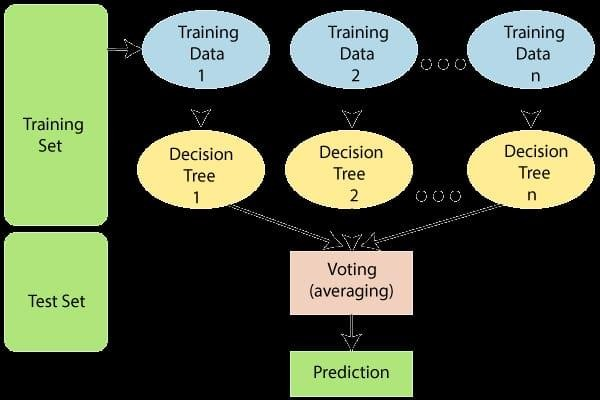 Training
Set
Training
Data
1
Training
Data
2
Training
Data
n
Decision
Tree
1
Decision
Tree
2
Decision
Tree
n
Test Set
Voting
(averaging)
Prediction